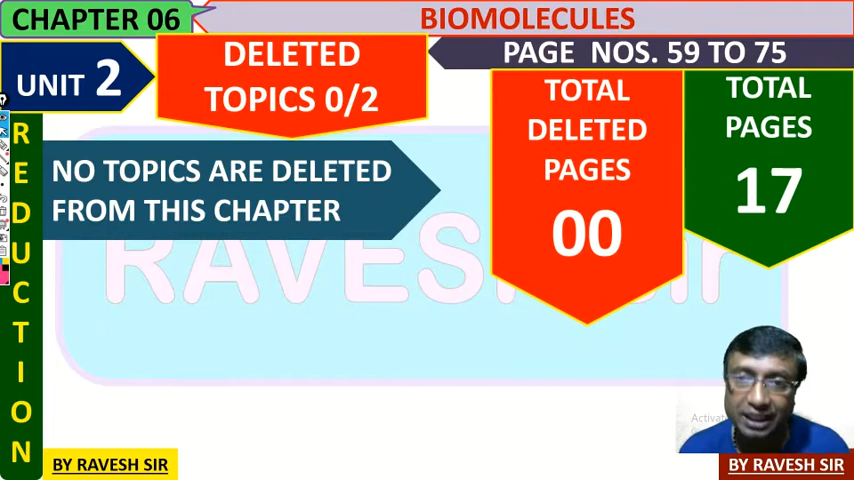 CHAPTER 06
BIOMOLECULES
UNIT 2
DELETED
TOPICS 0/2
PAGE NOS. 59 TO 75
TOTAL
DELETED
PAGES
00
TOTAL
PAGES
17
R
E
D
U
C
T
I
O
N
NO TOPICS ARE DELETED
FROM THIS CHAPTER
RAVESH Sir
Activat
BY RAVESH SIR
BY RAVESH SIR